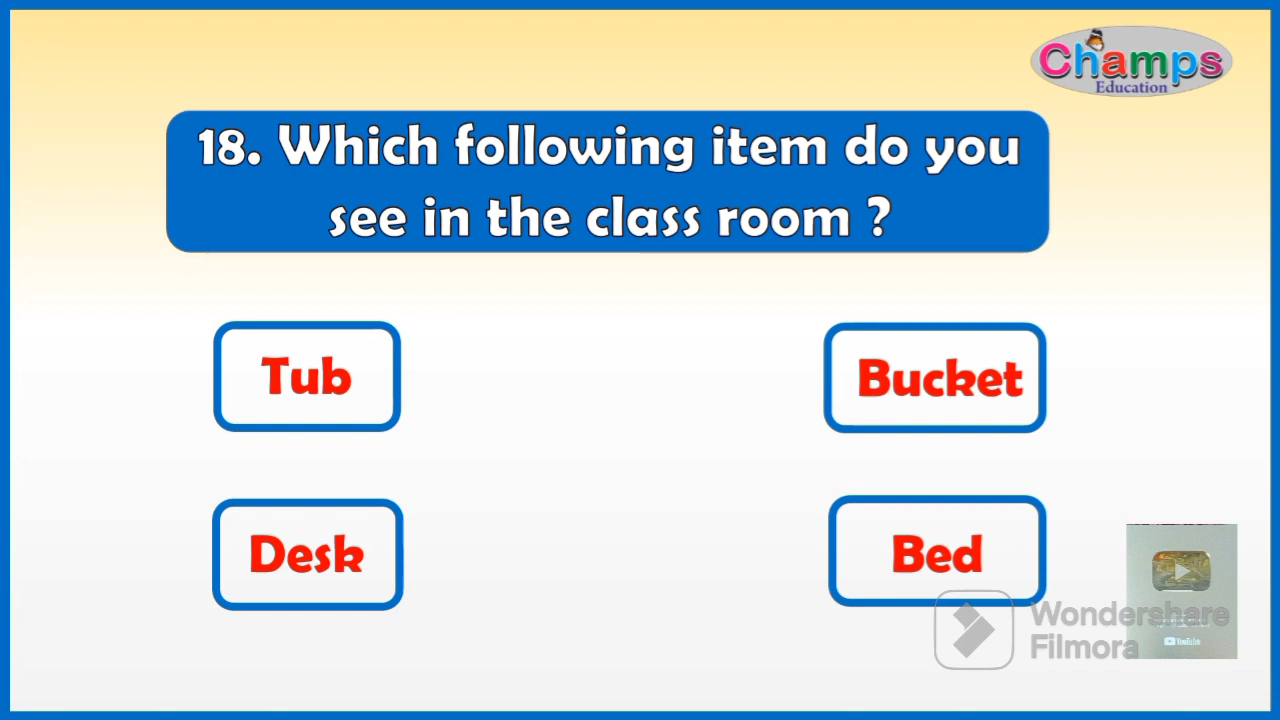 Champs
Education
18. Which following item do you
see in the class room ?
Tub
Bucket
Desk
Bed
Wondershare
Filmora
YouTube